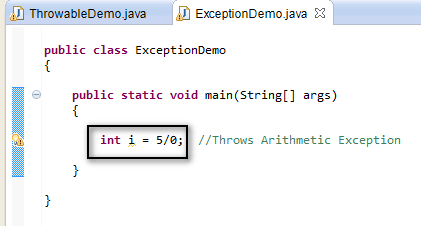 ThrowableDemo.java ExceptionDemo.java
public class ExceptionDemo
{
public static void main(String[] args)
{
int i = 5/0; //Throws Arithmetic Exception
}
}